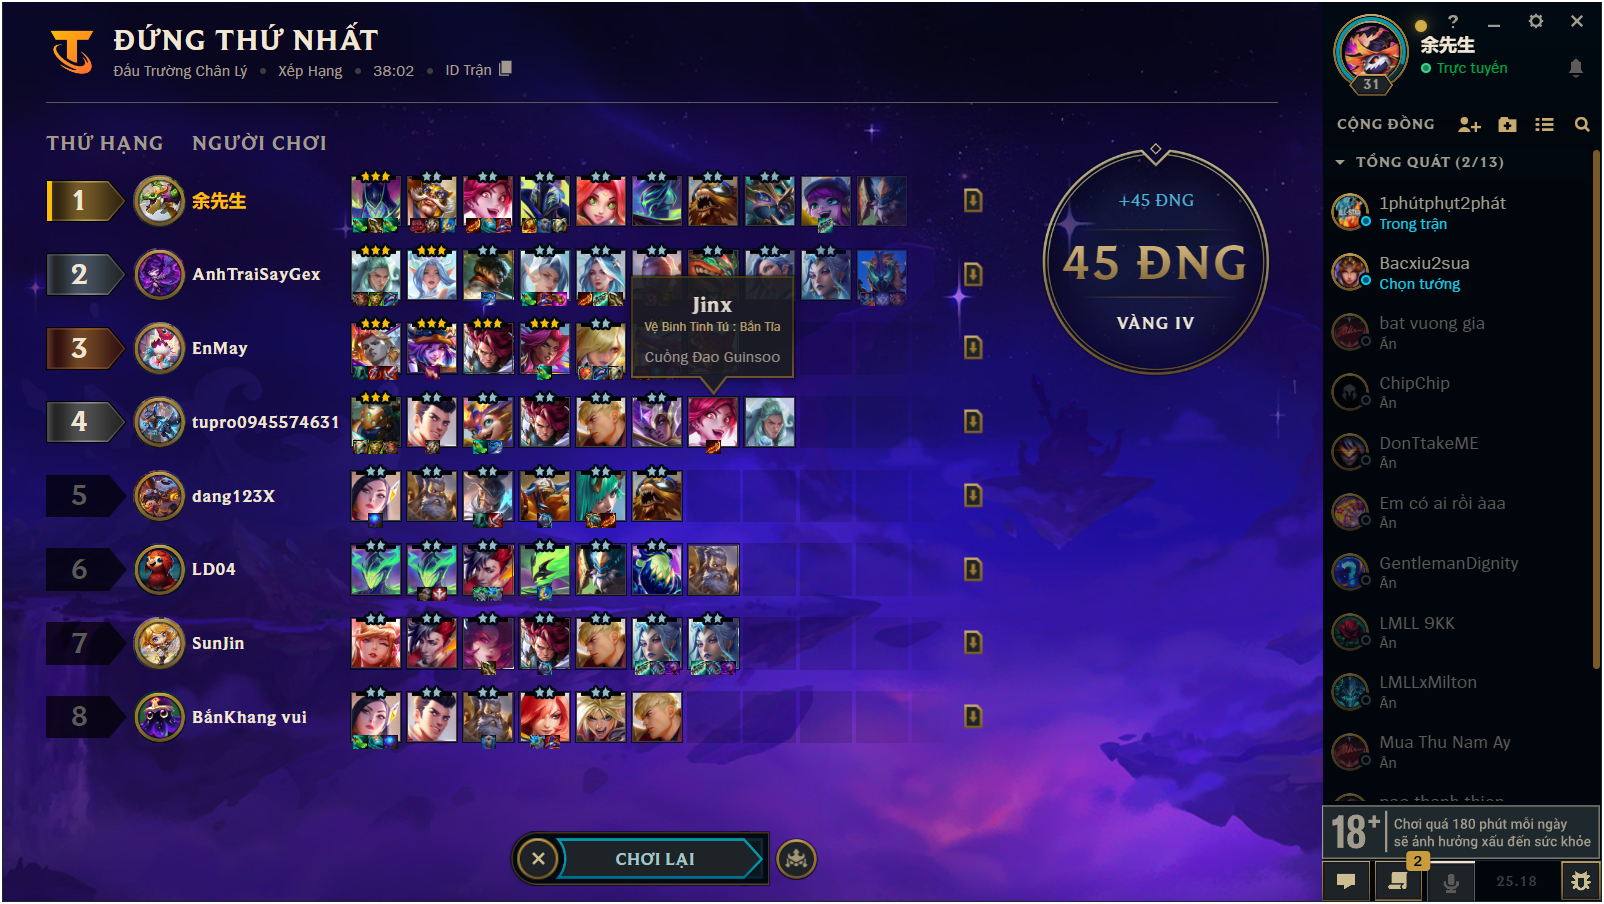 ĐỨNG THỨ NHẤT
Đấu Trường Chân Lý • Xếp Hạng • 38:02 • ID Trận
THỨ HẠNG NGƯỜI CHƠI
1 余先生
2 AnhTraiSayGex
3 EnMay
4 tupro0945574631
5 dang123X
6 LD04
7 SunJin
8 BắnKhang vui
Jinx
Vệ Binh Tinh Tú : Bắn Tỉa
Cuồng Đao Guinsoo
+45 ĐNG
45 ĐNG
VÀNG IV
CHƠI LẠI
?
余先生
Trực tuyến
31
CỘNG ĐỒNG
TỔNG QUÁT (2/13)
1phútphụt2phát
Trong trận
Bacxiu2sua
Chọn tướng
bat vuong gia
Ẩn
ChipChip
Ẩn
DonTtakeME
Ẩn
Em có ai rồi àaa
Ẩn
GentlemanDignity
Ẩn
LMLL 9KK
Ẩn
LMLLxMilton
Ẩn
Mua Thu Nam Ay
Ẩn
18+
Chơi quá 180 phút mỗi ngày
sẽ ảnh hưởng xấu đến sức khỏe
2
25.18